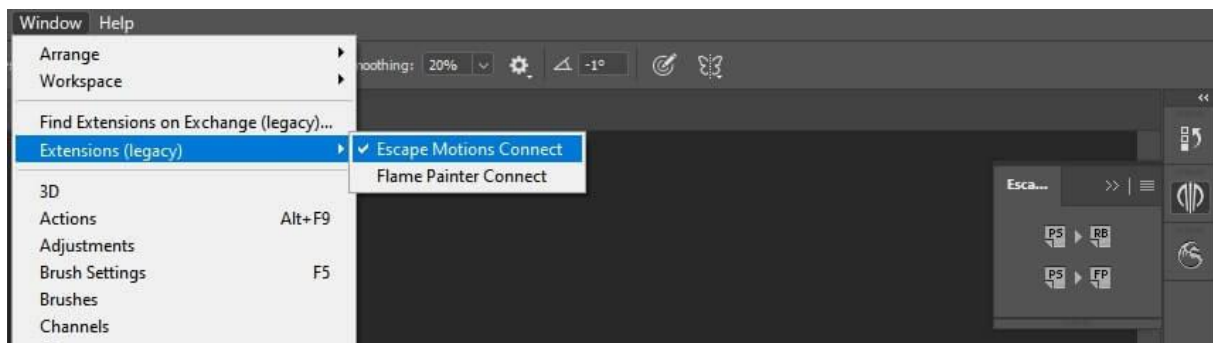 Window Help
Arrange
Workspace
moothing: 20% -1°
Find Extensions on Exchange (legacy)...
Extensions (legacy)
Escape Motions Connect
Flame Painter Connect
3D
Actions Alt+F9
Adjustments
Brush Settings F5
Brushes
Channels
Esca...
PS RB
PS FP